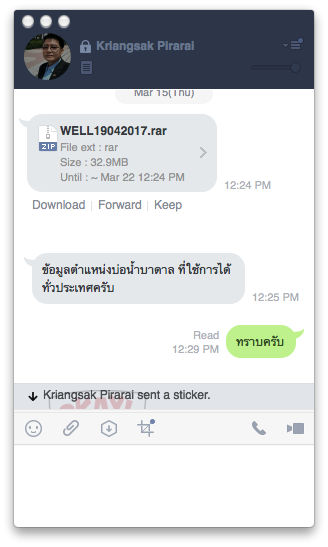 Kriangsak Pirarai
Mar 15(Thu)
WELL19042017.rar
ZIP
File ext : rar
Size : 32.9MB
Until : ~ Mar 22 12:24 PM
12:24 PM
Download | Forward | Keep
ข้อมูลตำแหน่งบ่อน้ำบาดาล ที่ใช้การได้
ทั่วประเทศครับ
12:25 PM
Read
12:29 PM
ทราบครับ
Kriangsak Pirarai sent a sticker.